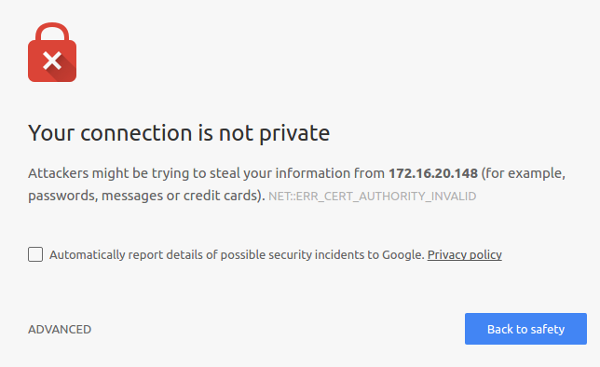 Your connection is not private
Attackers might be trying to steal your information from 172.16.20.148 (for example,
passwords, messages or credit cards). NET::ERR_CERT_AUTHORITY_INVALID
Automatically report details of possible security incidents to Google. Privacy policy
ADVANCED
Back to safety